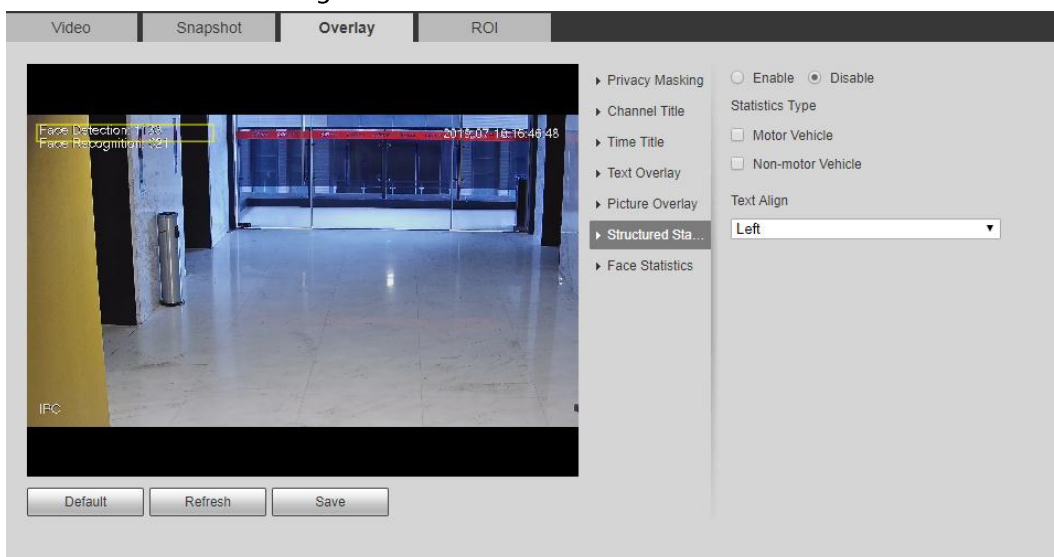 Video
Snapshot
Overlay
ROI
Face Detection:
Face Recognition: 321
2019-07-16 16:46:48
IPC
Privacy Masking
Channel Title
Time Title
Text Overlay
Picture Overlay
Structured Sta...
Face Statistics
Enable
Disable
Statistics Type
Motor Vehicle
Non-motor Vehicle
Text Align
Left
Default
Refresh
Save